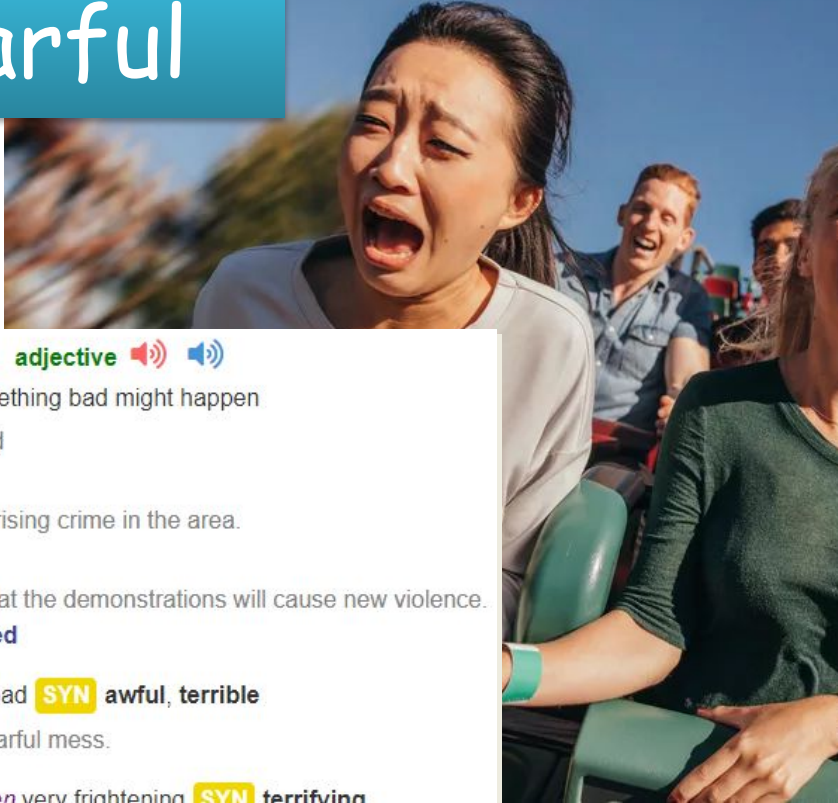 arful
adjective
ething bad might happen
d
rising crime in the area.
at the demonstrations will cause new violence.
ed
ad SYN awful, terrible
arful mess.
en very frightening SYN terrifying